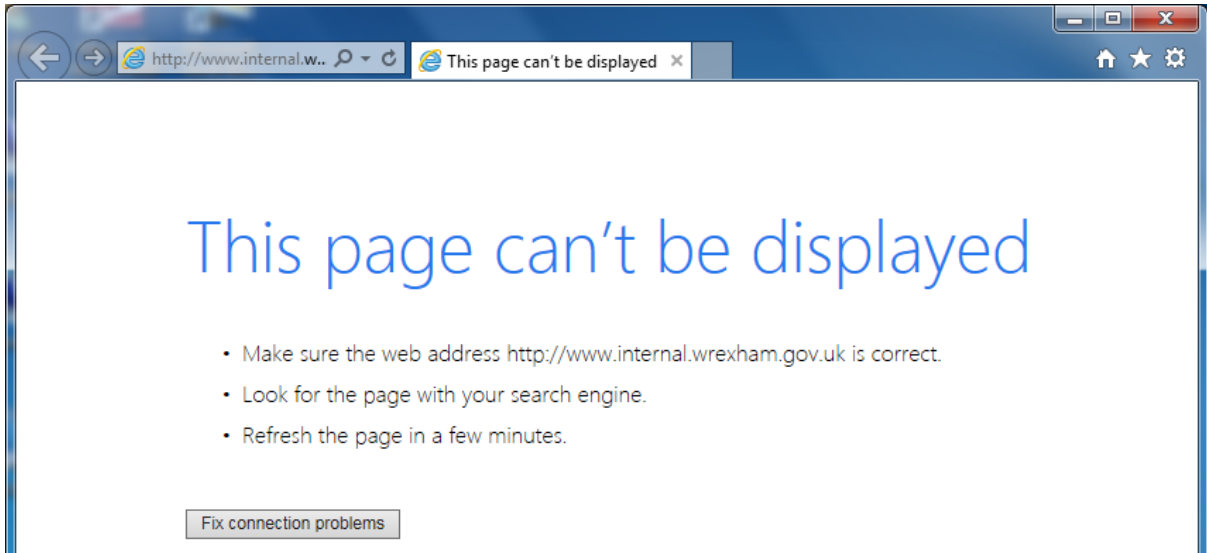 http://www.internal.w..
This page can't be displayed
This page can't be displayed
• Make sure the web address http://www.internal.wrexham.gov.uk is correct.
• Look for the page with your search engine.
• Refresh the page in a few minutes.
Fix connection problems